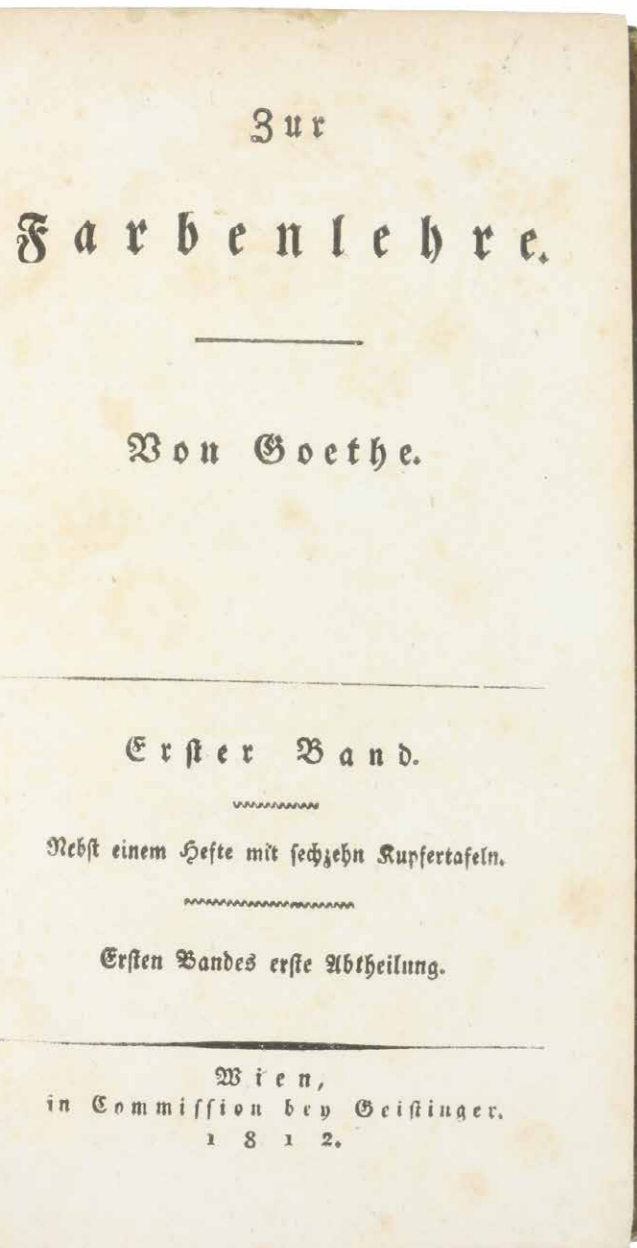 Zur
Farbenlehre.
Von Goethe.
Erster Band.
Nebst einem Hefte mit sechzehn Kupfertafeln.
Ersten Bandes erste Abtheilung.
Wien,
in Commission bey Geistinger.
1812.